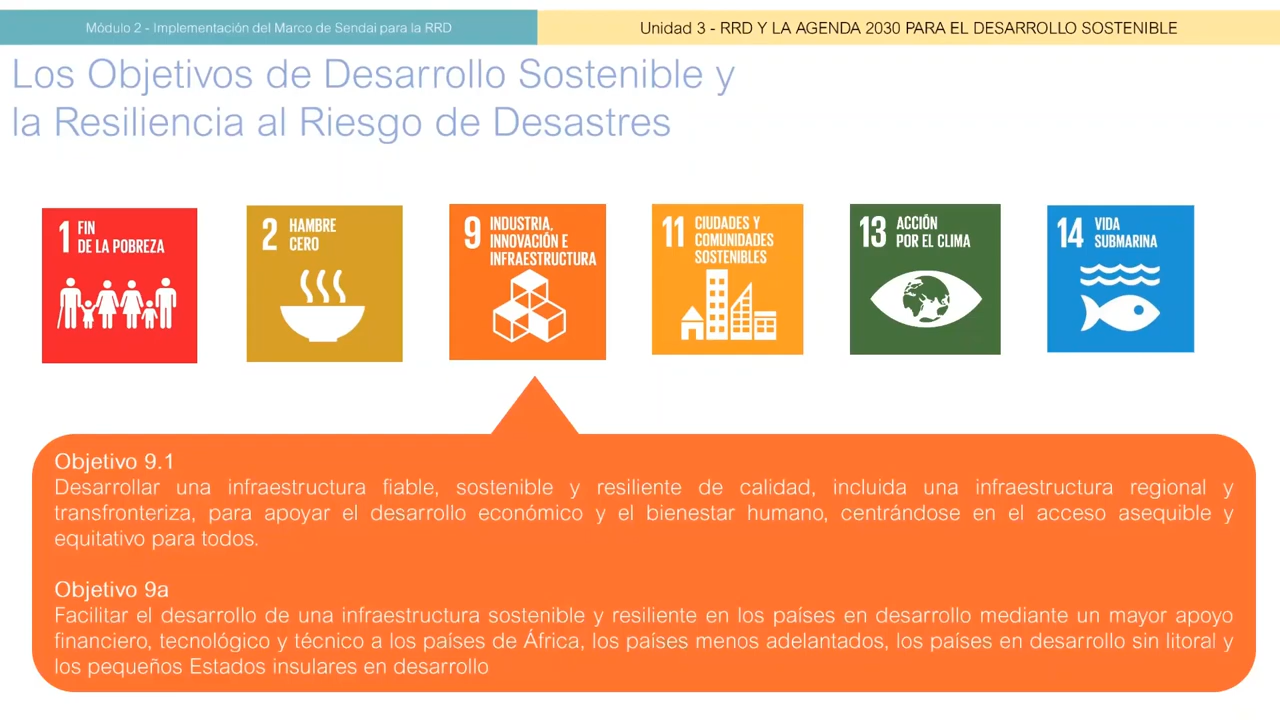 Módulo 2 - Implementación del Marco de Sendai para la RRD
Unidad 3 - RRD Y LA AGENDA 2030 PARA EL DESARROLLO SOSTENIBLE
Los Objetivos de Desarrollo Sostenible y
la Resiliencia al Riesgo de Desastres
1 FIN
DE LA POBREZA
2 HAMBRE
CERO
9 INDUSTRIA,
INNOVACIÓN E
INFRAESTRUCTURA
11 CIUDADES Y
COMUNIDADES
SOSTENIBLES
13 ACCIÓN
POR EL CLIMA
14 VIDA
SUBMARINA
Objetivo 9.1
Desarrollar una infraestructura fiable, sostenible y resiliente de calidad, incluida una infraestructura regional y
transfronteriza, para apoyar el desarrollo económico y el bienestar humano, centrándose en el acceso asequible y
equitativo para todos.
Objetivo 9a
Facilitar el desarrollo de una infraestructura sostenible y resiliente en los países en desarrollo mediante un mayor apoyo
financiero, tecnológico y técnico a los países de África, los países menos adelantados, los países en desarrollo sin litoral y
los pequeños Estados insulares en desarrollo